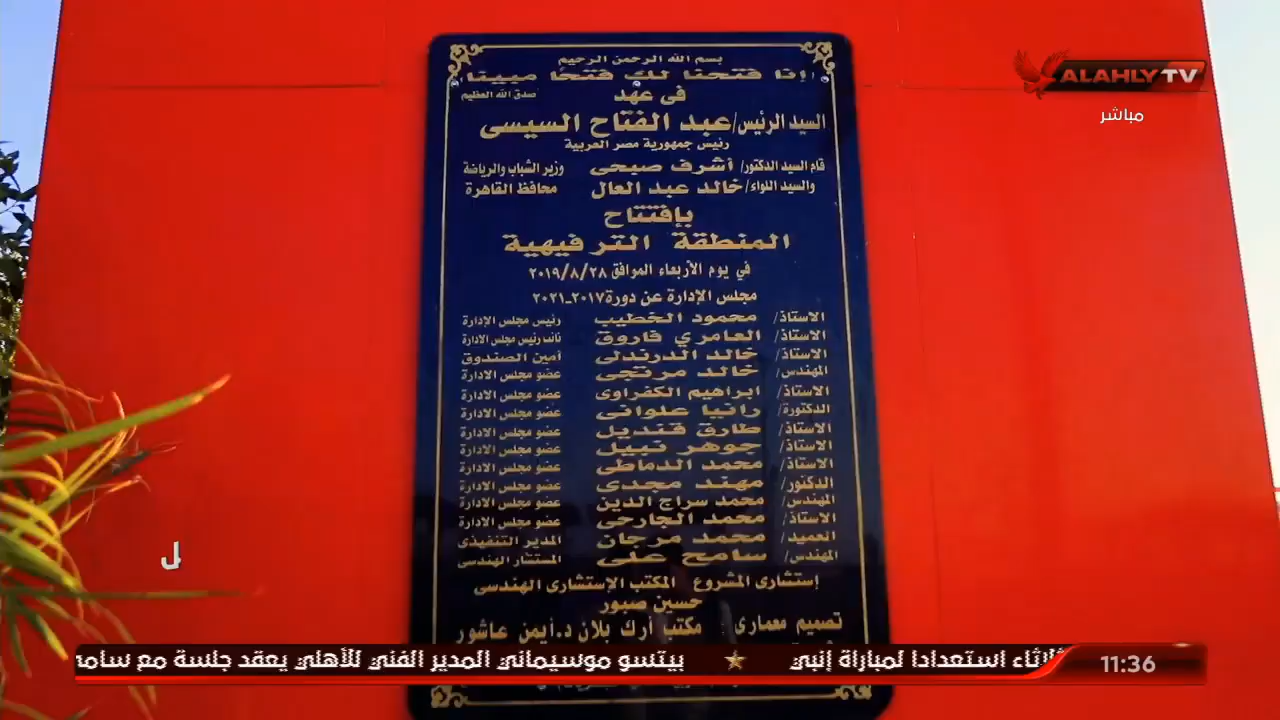 بسم الله الرحمن الرحيم
إنا فتحنا لك فتحا مبينا
صدق الله العظيم
فى عهد
السيد الرئيس/ عبد الفتاح السيسى
رئيس جمهورية مصر العربية
قام السيد الدكتور/ أشرف صبحى وزير الشباب والرياضة
والسيد اللواء/ خالد عبد العال محافظ القاهرة
بإفتتاح
المنطقة الترفيهية
في يوم الأربعاء الموافق ٢٠١٩/٨/٢٨
مجلس الإدارة عن دورة ٢٠١٧ـ٢٠٢١
الاستاذ/ محمود الخطيب رئيس مجلس الإدارة
الاستاذ/ العامري فاروق نائب رئيس مجلس الادارة
الاستاذ/ خالد الدرندلى أمين الصندوق
المهندس/ خالد مرتجى عضو مجلس الادارة
الاستاذ/ ابراهيم الكفراوى عضو مجلس الادارة
الدكتورة/ رانيا علوانى عضو مجلس الادارة
الاستاذ/ طارق قنديل عضو مجلس الادارة
الاستاذ/ جوهر نبيل عضو مجلس الادارة
الاستاذ/ محمد الدماطى عضو مجلس الادارة
الدكتور/ مهند مجدى عضو مجلس الادارة
المهندس/ محمد سراج الدين عضو مجلس الادارة
الاستاذ/ محمد الجارحى عضو مجلس الادارة
العميد/ محمد مرجان المدير التنفيذى
المهندس/ سامح على المستشار الهندسى
إستشارى المشروع المكتب الإستشارى الهندسى
حسين صبور
تصميم معمارى مكتب أرك بلان د.أيمن عاشور
ALAHLY TV
مباشر
ل
ثلاثاء استعدادا لمباراة إنبي ★ بيتسو موسيماني المدير الفني للأهلي يعقد جلسة مع سامي
11:36